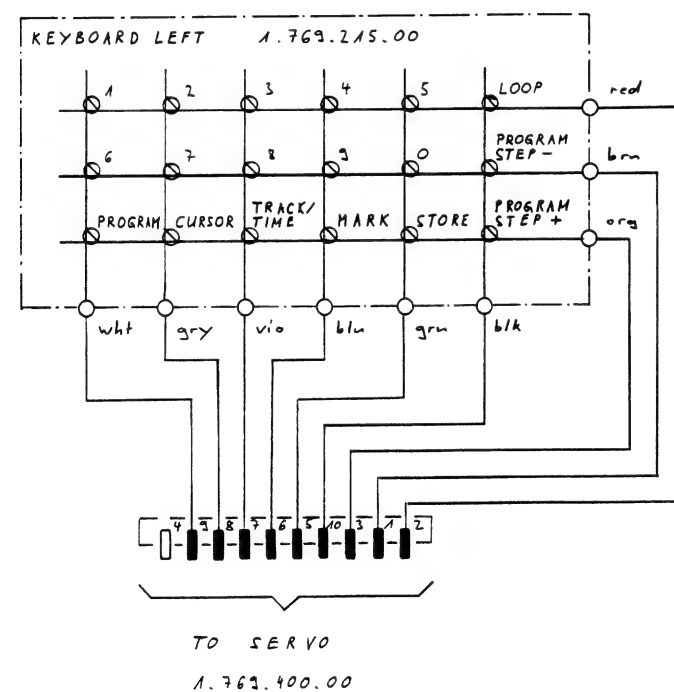 KEYBOARD LEFT 1.769.215.00
1 2 3 4 5 LOOP red
6 7 8 9 0 PROGRAM STEP - brn
PROGRAM CURSOR TRACK/TIME MARK STORE PROGRAM STEP + org
wht gry vio blu grn blk
4 9 8 7 6 5 10 3 1 2
TO SERVO
1.769.400.00